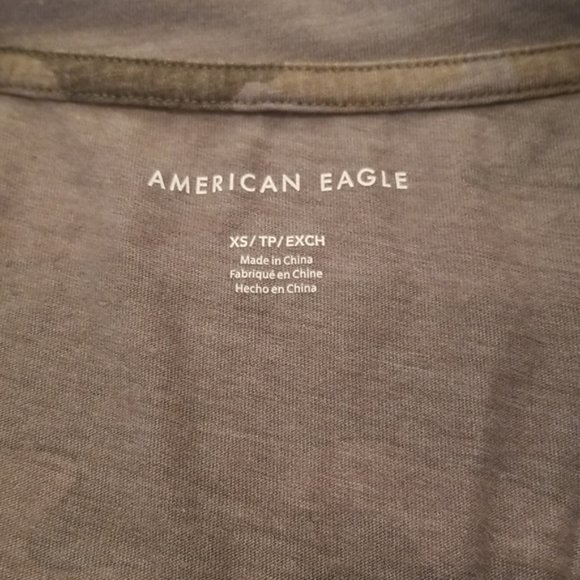 AMERICAN EAGLE
XS/TP/EXCH
Made in China
Fabriqué en Chine
Hecho en China